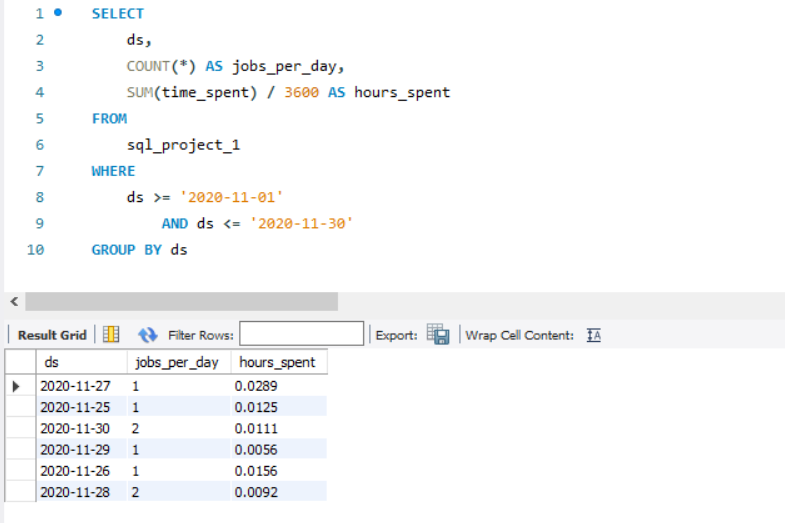 1 SELECT
2 ds,
3 COUNT(*) AS jobs_per_day,
4 SUM(time_spent) / 3600 AS hours_spent
5 FROM
6 sql_project_1
7 WHERE
8 ds >= '2020-11-01'
9 AND ds <= '2020-11-30'
10 GROUP BY ds
Result Grid Filter Rows: Export: Wrap Cell Content: IA
ds jobs_per_day hours_spent
2020-11-27 1 0.0289
2020-11-25 1 0.0125
2020-11-30 2 0.0111
2020-11-29 1 0.0056
2020-11-26 1 0.0156
2020-11-28 2 0.0092